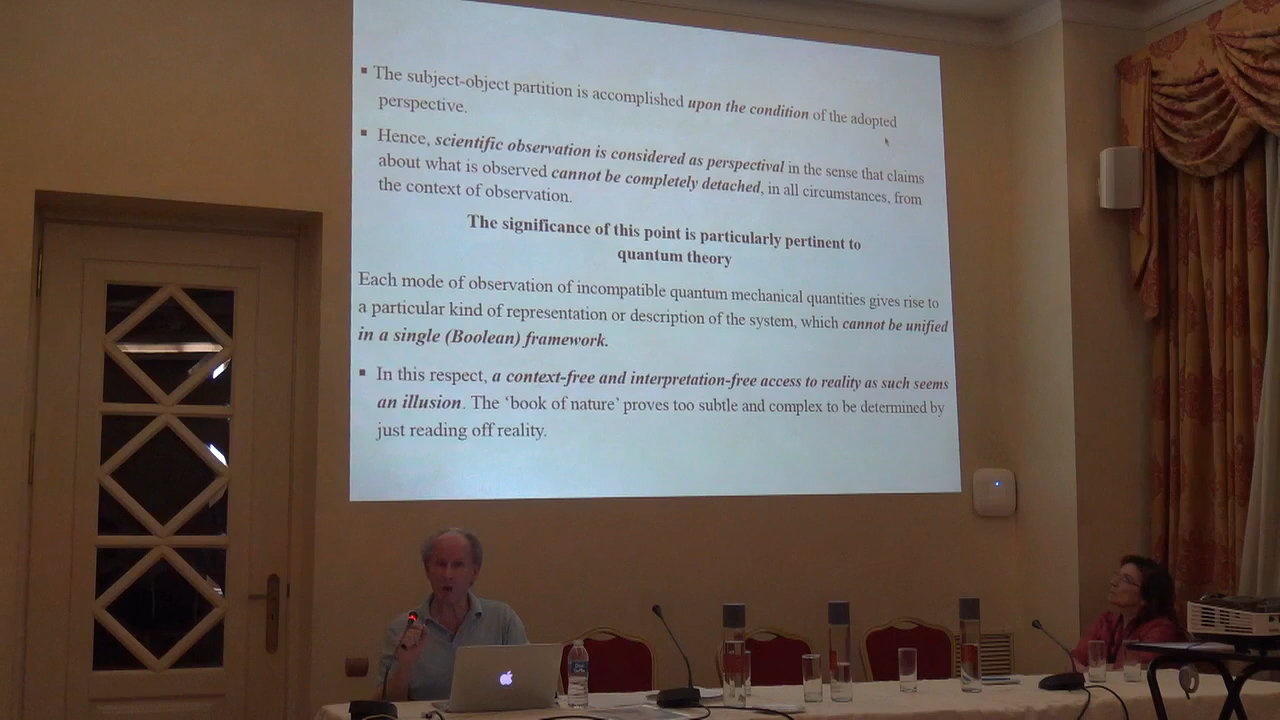 ▪ The subject-object partition is accomplished upon the condition of the adopted
perspective.
▪ Hence, scientific observation is considered as perspectival in the sense that claims
about what is observed cannot be completely detached, in all circumstances, from
the context of observation.
The significance of this point is particularly pertinent to
quantum theory
Each mode of observation of incompatible quantum mechanical quantities gives rise to
a particular kind of representation or description of the system, which cannot be unified
in a single (Boolean) framework.
▪ In this respect, a context-free and interpretation-free access to reality as such seems
an illusion. The ‘book of nature’ proves too subtle and complex to be determined by
just reading off reality.